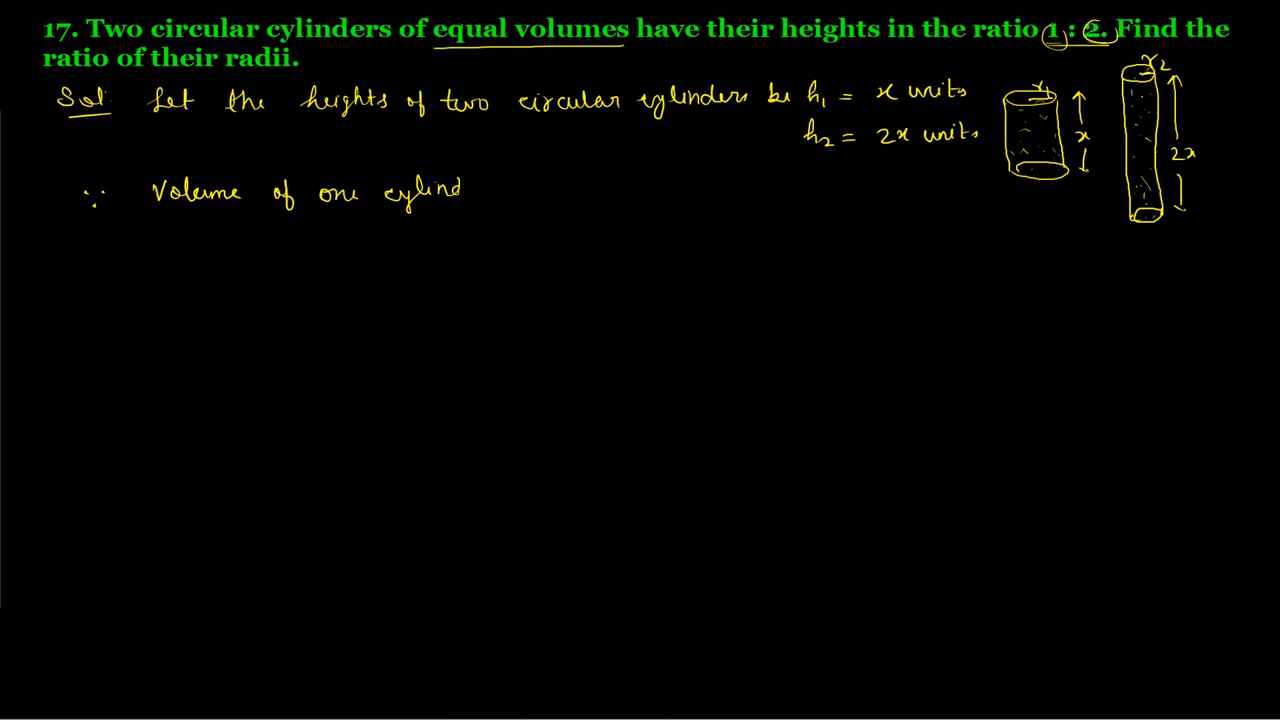 17. Two circular cylinders of equal volumes have their heights in the ratio 1 : 2. Find the
ratio of their radii.
Sol: Let the heights of two circular cylinders be h₁ = x units
h₂ = 2x units
∵ Volume of one cylind
r₁
x
r₂
2x